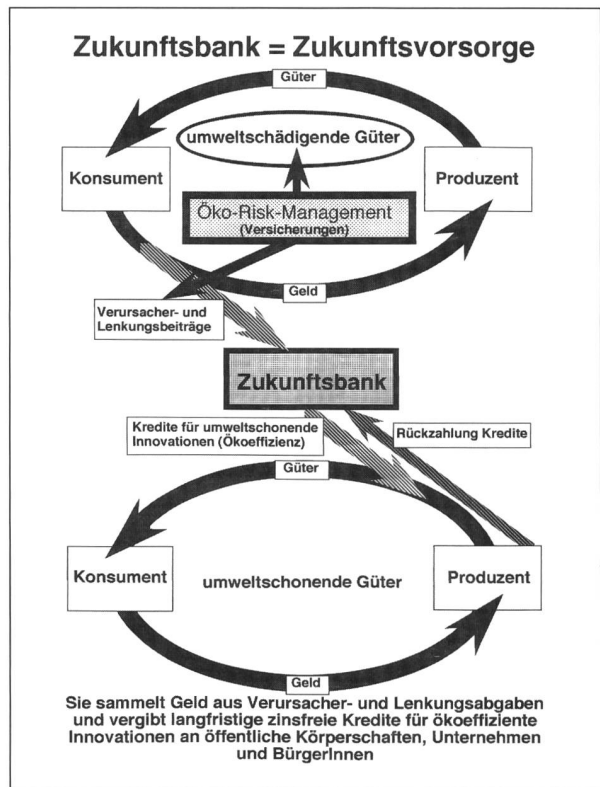 Zukunftsbank = Zukunftsvorsorge
Güter
umweltschädigende Güter
Konsument
Produzent
Öko-Risk-Management
(Versicherungen)
Geld
Verursacher- und
Lenkungsbeiträge
Zukunftsbank
Kredite für umweltschonende
Innovationen (Ökoeffizienz)
Rückzahlung Kredite
Güter
Konsument
umweltschonende Güter
Produzent
Geld
Sie sammelt Geld aus Verursacher- und Lenkungsabgaben
und vergibt langfristige zinsfreie Kredite für ökoeffiziente
Innovationen an öffentliche Körperschaften, Unternehmen
und BürgerInnen